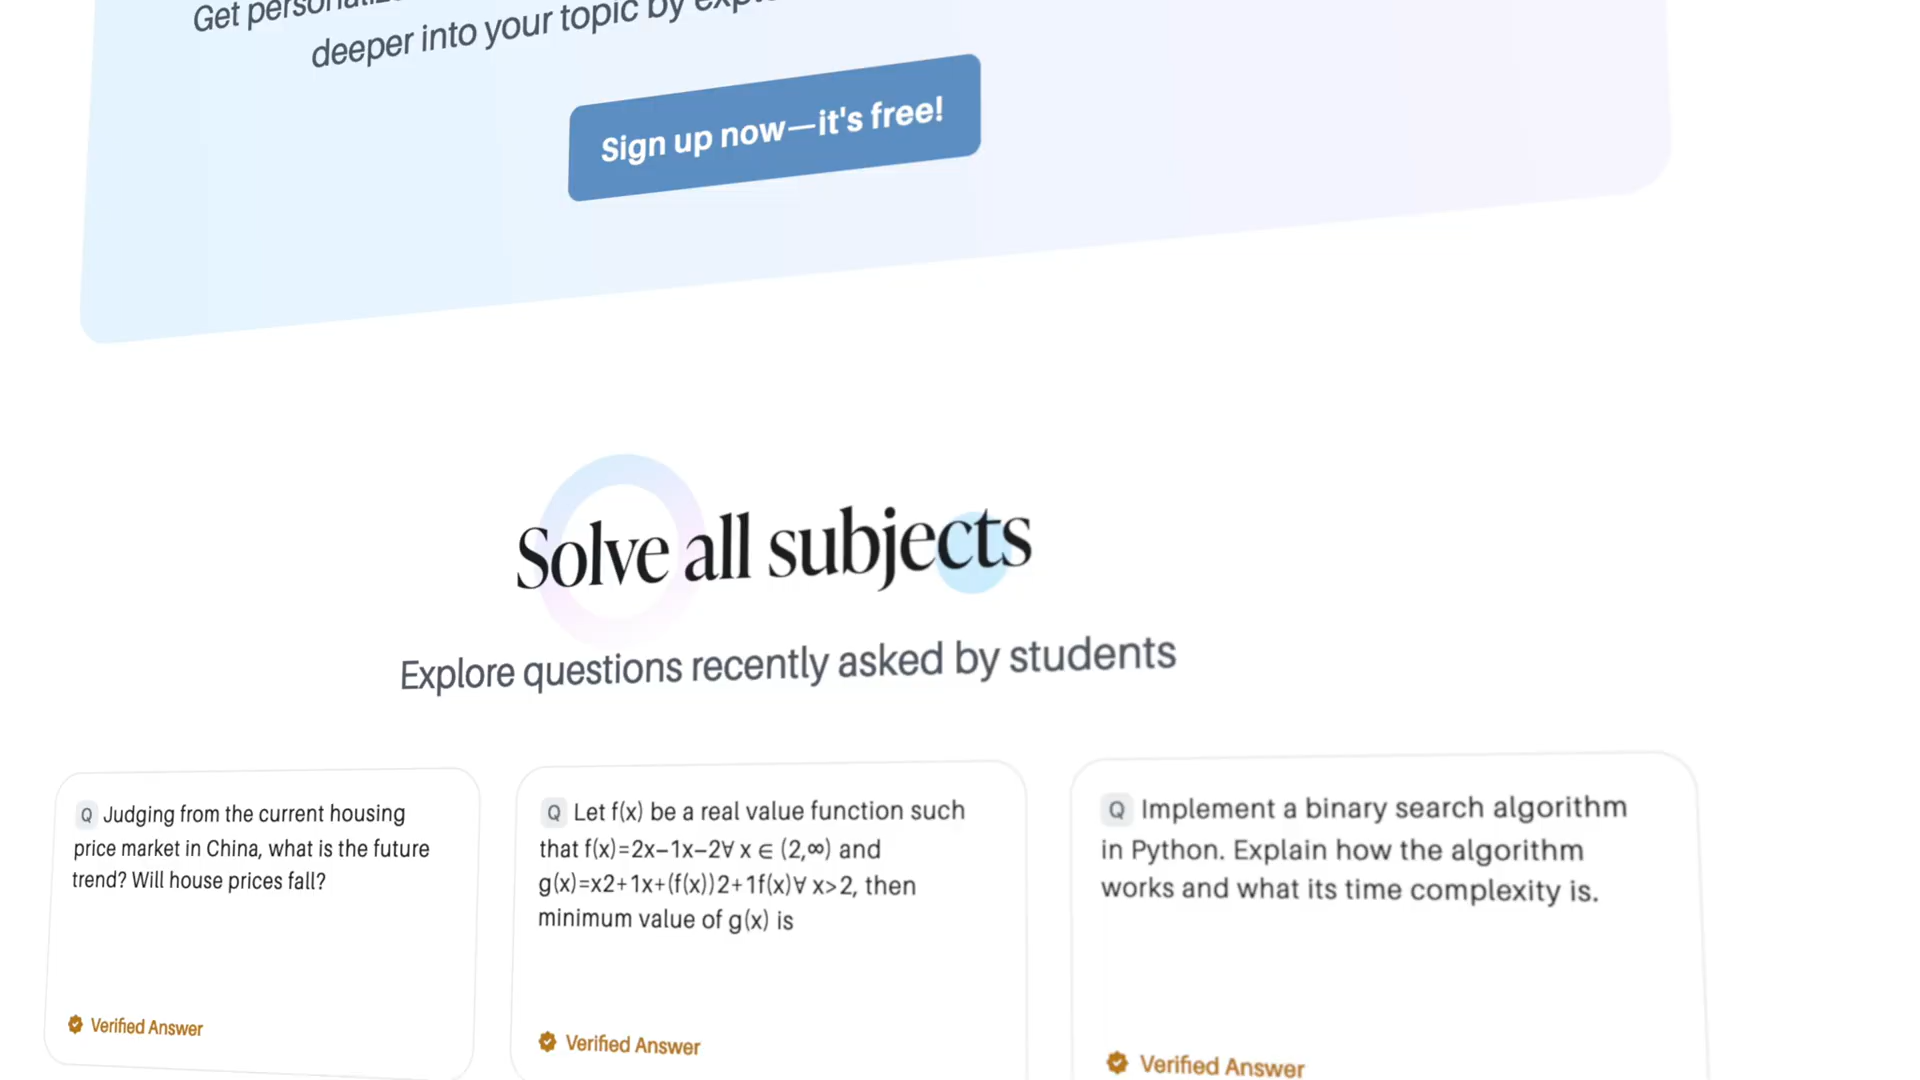 Get
deeper into your topic by
Sign up now—it's free!
Solve all subjects
Explore questions recently asked by students
Q Judging from the current housing
price market in China, what is the future
trend? Will house prices fall?
Verified Answer
Q Let f(x) be a real value function such
that f(x)=2x−1x−2∀ x ∈ (2,∞) and
g(x)=x2+1x+(f(x))2+1f(x)∀ x>2, then
minimum value of g(x) is
Verified Answer
Q Implement a binary search algorithm
in Python. Explain how the algorithm
works and what its time complexity is.
Verified Answer